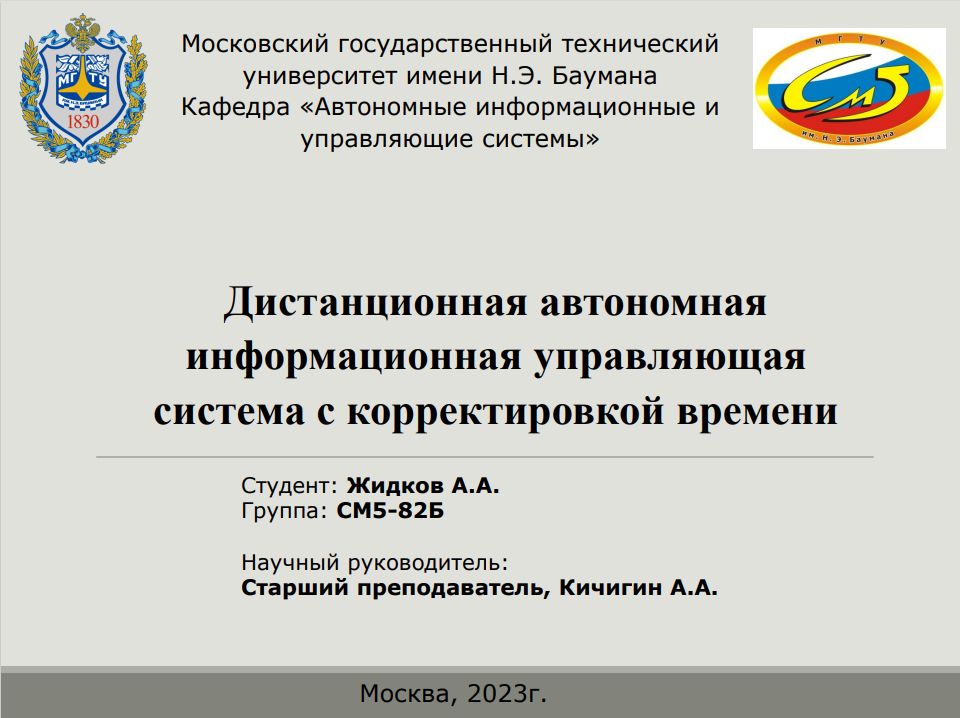 Московский государственный технический
университет имени Н.Э. Баумана
Кафедра «Автономные информационные и
управляющие системы»
МГТУ
1830
МГТУ
СМ5
им. Н. Э. Баумана
Дистанционная автономная
информационная управляющая
система с корректировкой времени
Студент: Жидков А.А.
Группа: СМ5-82Б
Научный руководитель:
Старший преподаватель, Кичигин А.А.
Москва, 2023г.